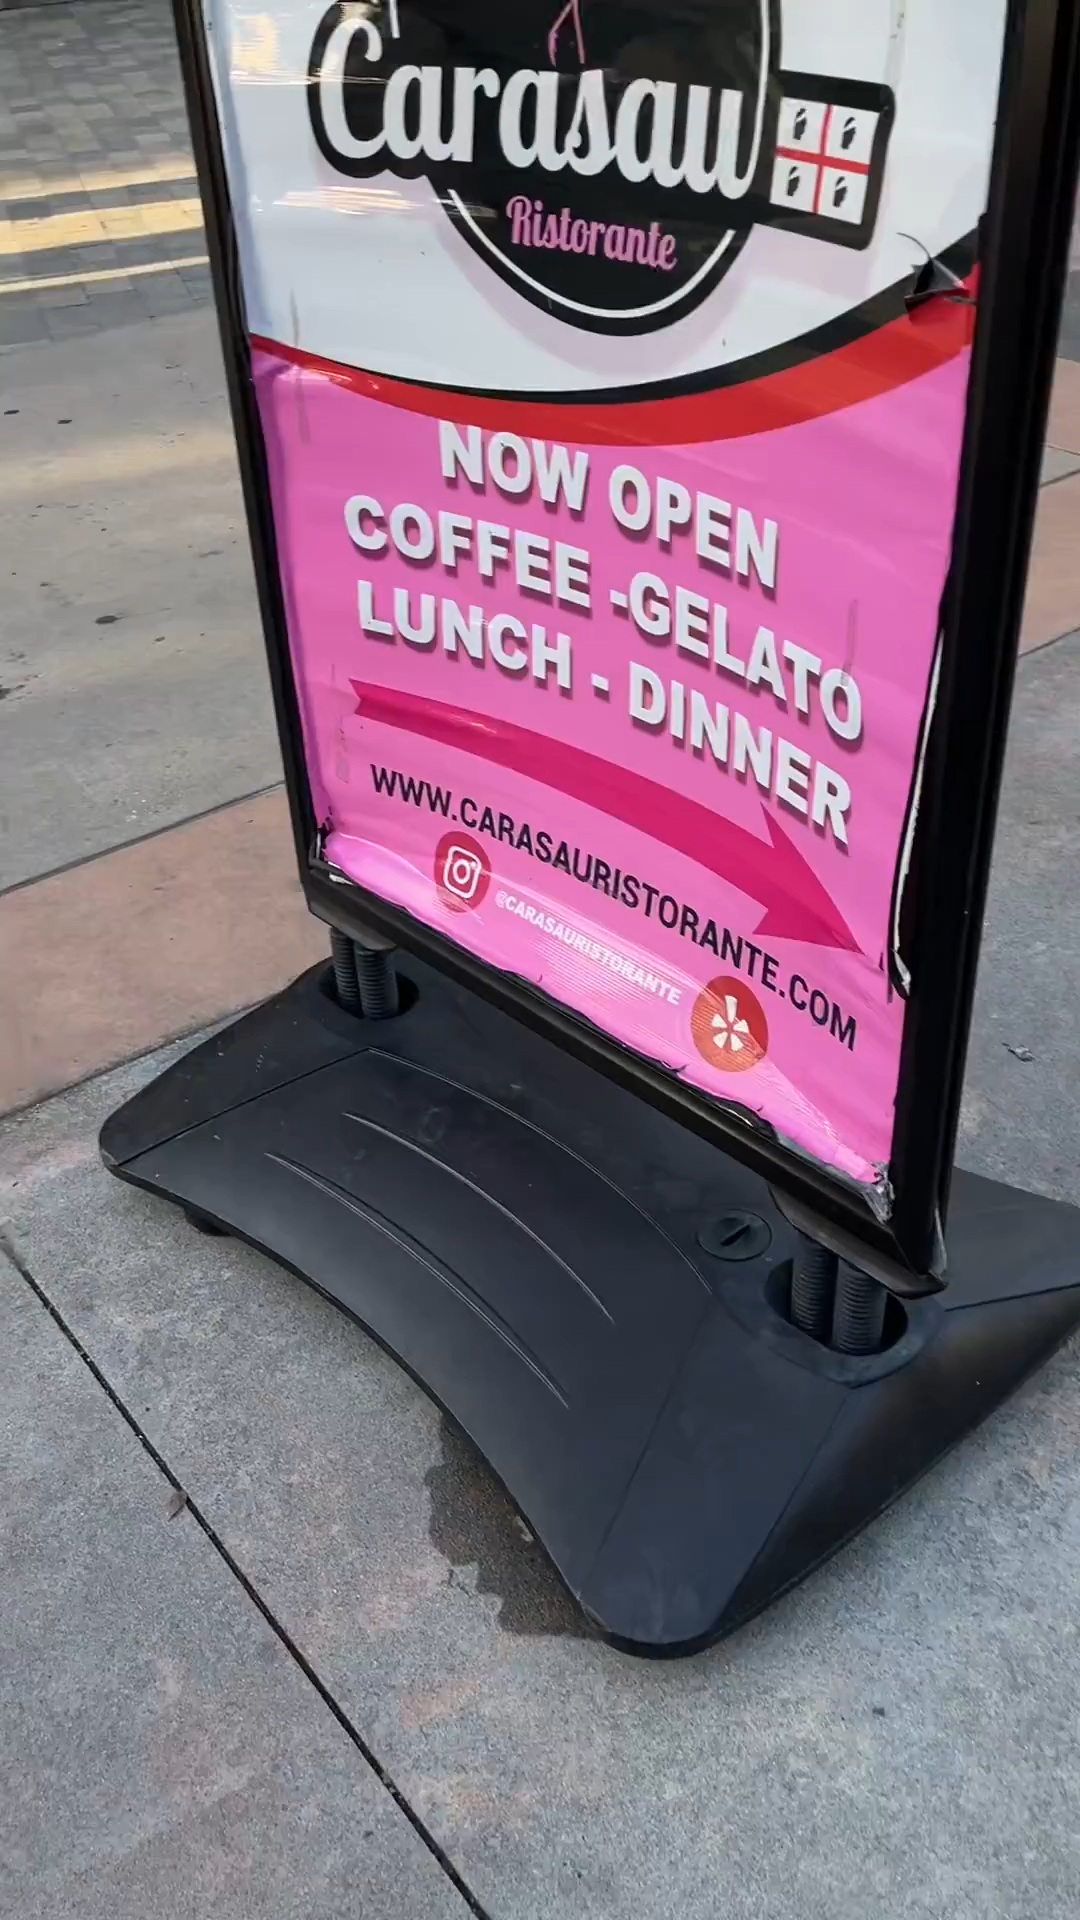 Carasau
Ristorante
NOW OPEN
COFFEE -GELATO
LUNCH - DINNER
WWW.CARASAURISTORANTE.COM
@CARASAURISTORANTE